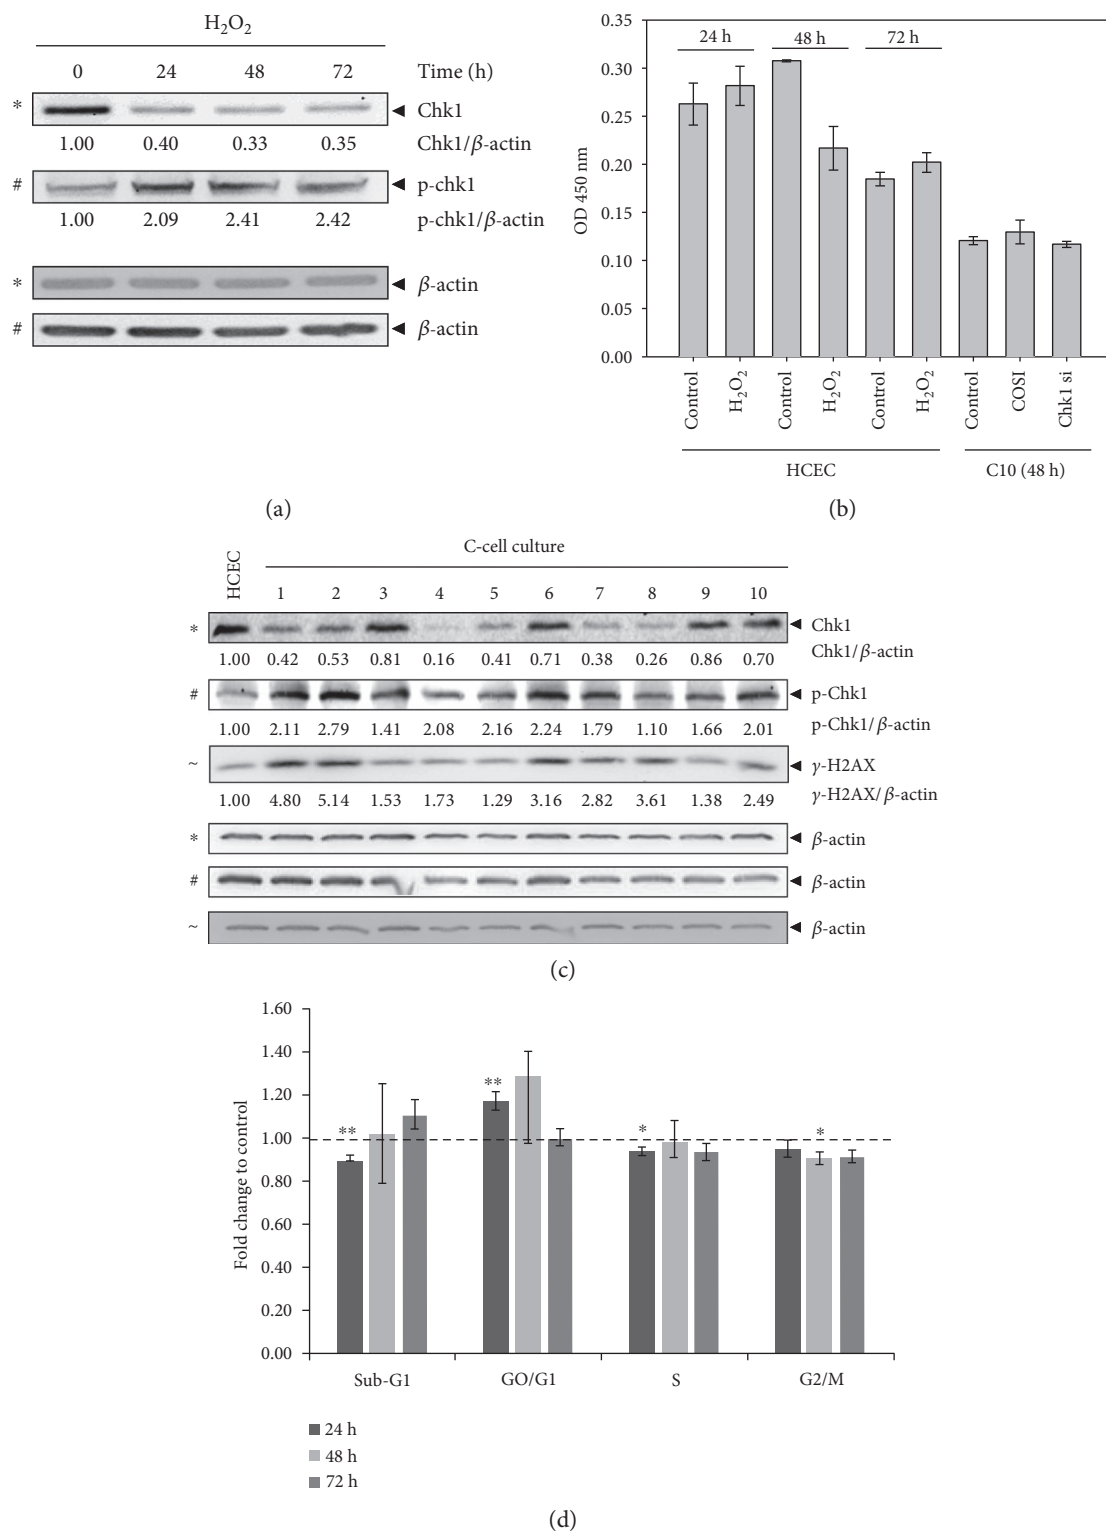 H₂O₂
0 24 48 72 Time (h)
* Chk1
1.00 0.40 0.33 0.35 Chk1/β-actin
# p-chk1
1.00 2.09 2.41 2.42 p-chk1/β-actin
* β-actin
# β-actin
(a)
0.35
0.30
0.25
0.20
0.15
0.10
0.05
0.00
OD 450 nm
24 h 48 h 72 h
Control H₂O₂ Control H₂O₂ Control H₂O₂ Control COSI Chk1 si
HCEC C10 (48 h)
(b)
C-cell culture
HCEC 1 2 3 4 5 6 7 8 9 10
* Chk1
1.00 0.42 0.53 0.81 0.16 0.41 0.71 0.38 0.26 0.86 0.70 Chk1/β-actin
# p-Chk1
1.00 2.11 2.79 1.41 2.08 2.16 2.24 1.79 1.10 1.66 2.01 p-Chk1/β-actin
~ γ-H2AX
1.00 4.80 5.14 1.53 1.73 1.29 3.16 2.82 3.61 1.38 2.49 γ-H2AX/β-actin
* β-actin
# β-actin
~ β-actin
(c)
1.60
1.40
1.20
1.00
0.80
0.60
0.40
0.20
0.00
Fold change to control
** ** * *
Sub-G1 GO/G1 S G2/M
24 h
48 h
72 h
(d)